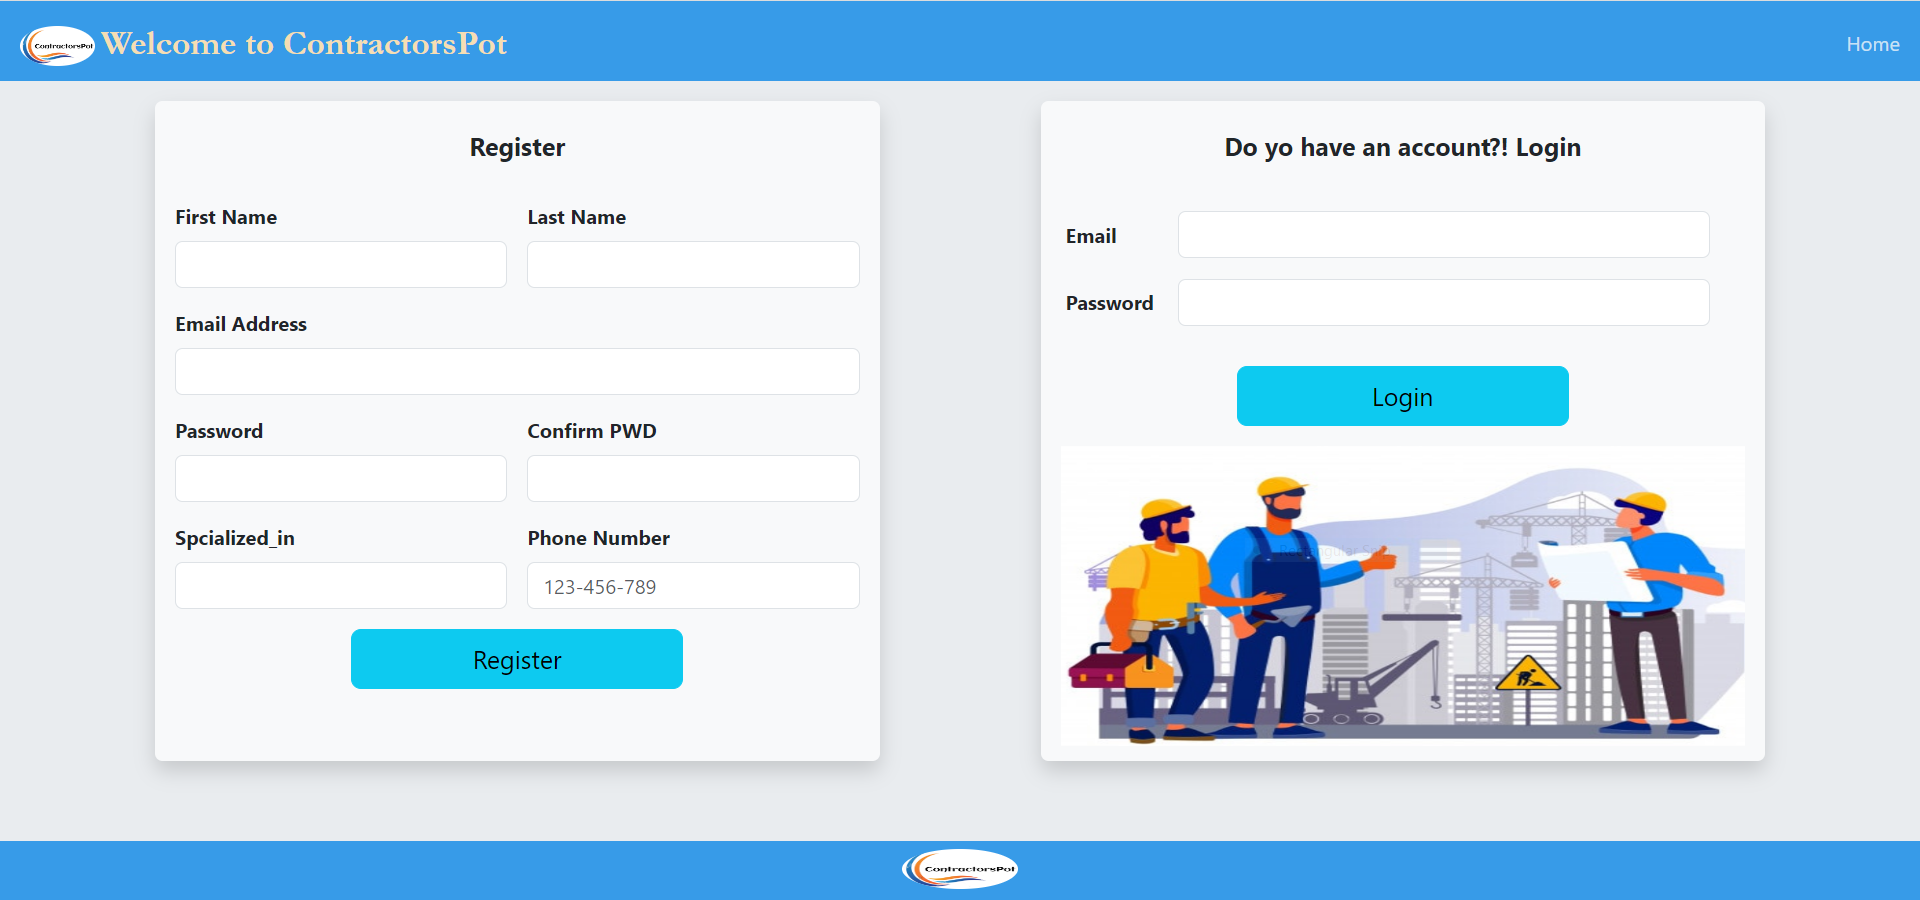 ContractorsPot
Welcome to ContractorsPot
Home
Register
First Name
Last Name
Email Address
Password
Confirm PWD
Spcialized_in
Phone Number
123-456-789
Register
Do yo have an account?! Login
Email
Password
Login
ContractorsPot